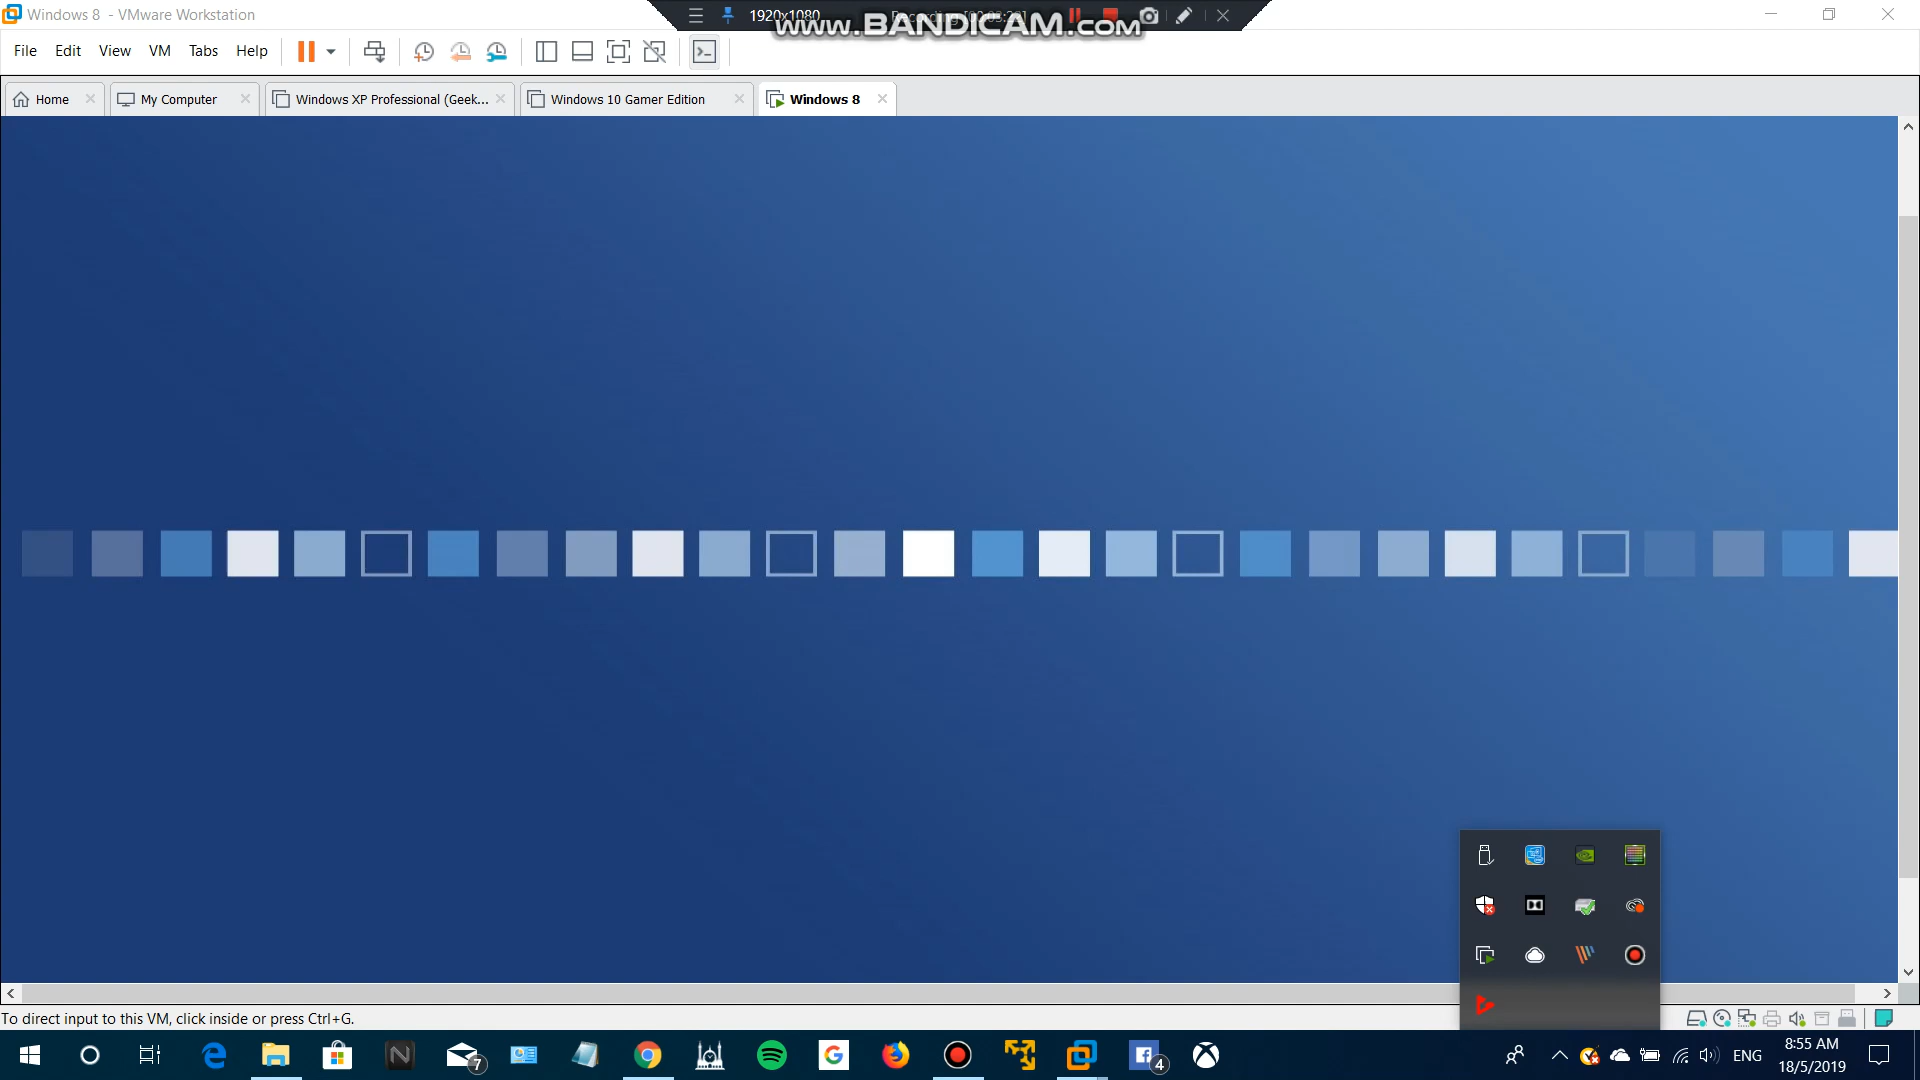 Windows 8 - VMware Workstation
1920x1080
www.BANDICAM.com
File Edit View VM Tabs Help
Home
My Computer
Windows XP Professional (Geek...
Windows 10 Gamer Edition
Windows 8
To direct input to this VM, click inside or press Ctrl+G.
7
4
ENG
8:55 AM
18/5/2019